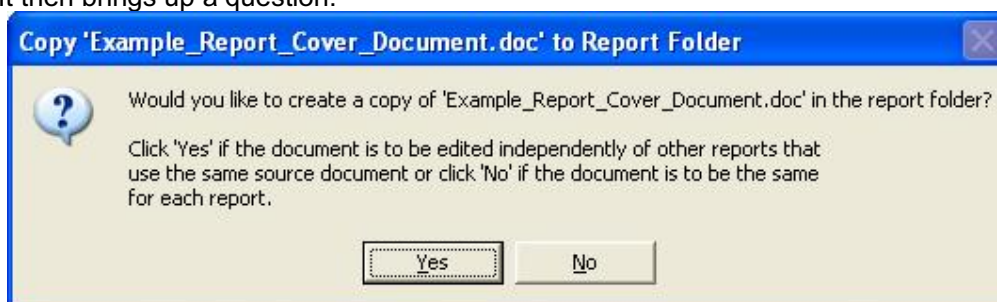 then brings up a question:
Copy 'Example_Report_Cover_Document.doc' to Report Folder
Would you like to create a copy of 'Example_Report_Cover_Document.doc' in the report folder?
Click 'Yes' if the document is to be edited independently of other reports that
use the same source document or click 'No' if the document is to be the same
for each report.
Yes
No